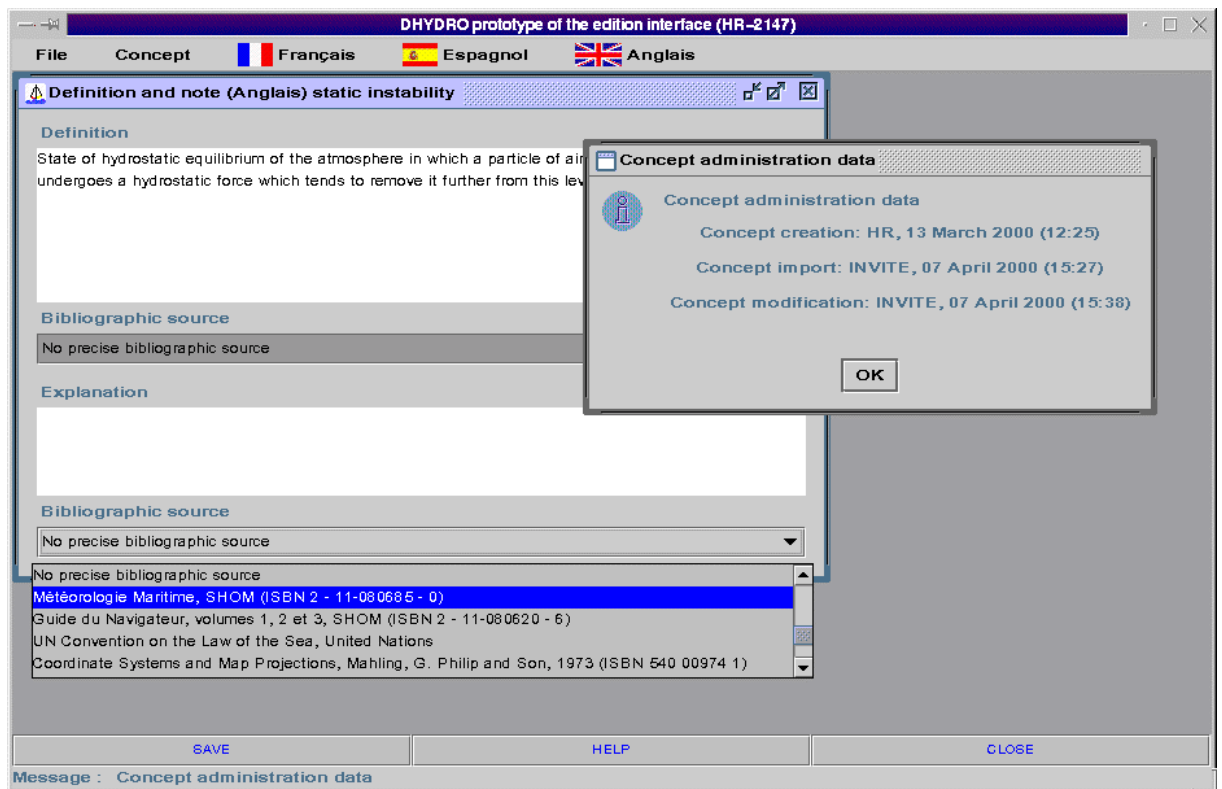 DHYDRO prototype of the edition interface (HR-2147)
File Concept Français Espagnol Anglais
Definition and note (Anglais) static instability
Definition
State of hydrostatic equilibrium of the atmosphere in which a particle of air
undergoes a hydrostatic force which tends to remove it further from this
Bibliographic source
No precise bibliographic source
Explanation
Bibliographic source
No precise bibliographic source
No precise bibliographic source
Météorologie Maritime, SHOM (ISBN 2 - 11-080685 - 0)
Guide du Navigateur, volumes 1, 2 et 3, SHOM (ISBN 2 - 11-080620 - 6)
UN Convention on the Law of the Sea, United Nations
Coordinate Systems and Map Projections, Mahling, G. Philip and Son, 1973 (ISBN 540 00974 1)
Concept administration data
Concept administration data
Concept creation: HR, 13 March 2000 (12:25)
Concept import: INVITE, 07 April 2000 (15:27)
Concept modification: INVITE, 07 April 2000 (15:38)
OK
SAVE HELP CLOSE
Message : Concept administration data